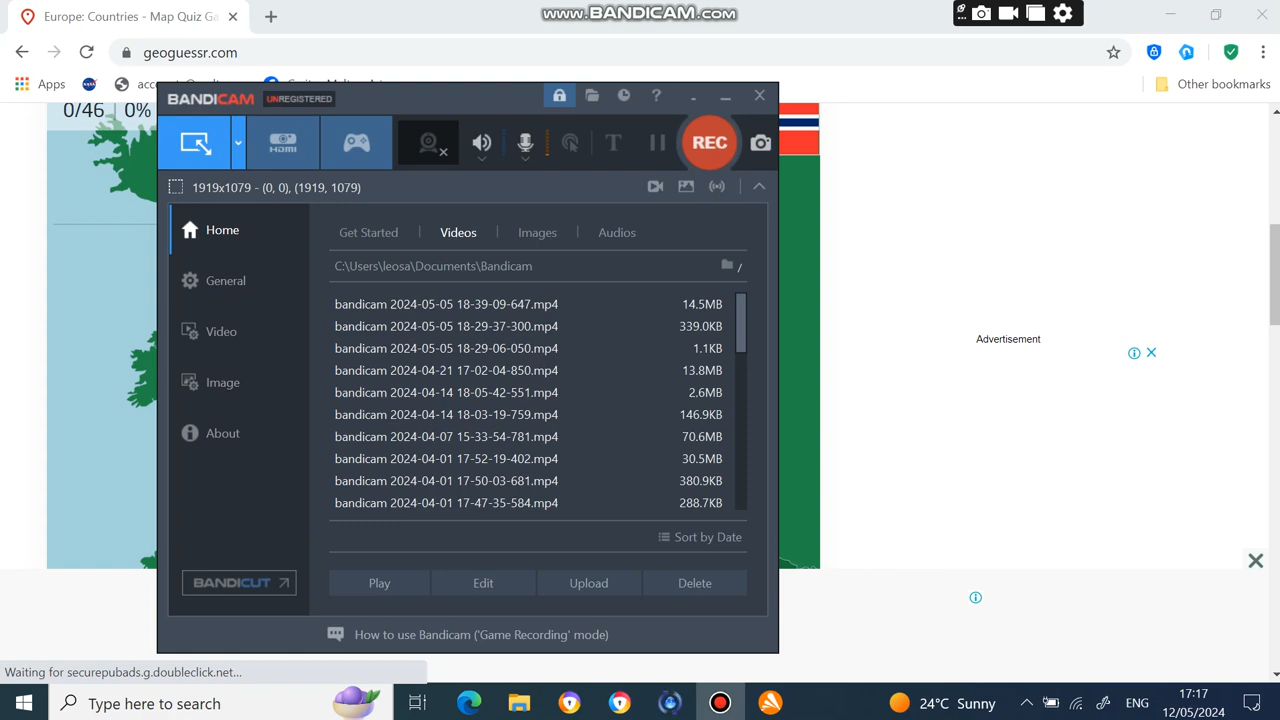 Europe: Countries - Map Quiz Ga
www.BANDICAM.com
geoguessr.com
Apps
Other bookmarks
0/46 0%
BANDICAM UNREGISTERED
HDMI
REC
1919x1079 - (0, 0), (1919, 1079)
Home
General
Video
Image
About
BANDICUT
Get Started
Videos
Images
Audios
C:\Users\leosa\Documents\Bandicam
/
bandicam 2024-05-05 18-39-09-647.mp4 14.5MB
bandicam 2024-05-05 18-29-37-300.mp4 339.0KB
bandicam 2024-05-05 18-29-06-050.mp4 1.1KB
bandicam 2024-04-21 17-02-04-850.mp4 13.8MB
bandicam 2024-04-14 18-05-42-551.mp4 2.6MB
bandicam 2024-04-14 18-03-19-759.mp4 146.9KB
bandicam 2024-04-07 15-33-54-781.mp4 70.6MB
bandicam 2024-04-01 17-52-19-402.mp4 30.5MB
bandicam 2024-04-01 17-50-03-681.mp4 380.9KB
bandicam 2024-04-01 17-47-35-584.mp4 288.7KB
Sort by Date
Play
Edit
Upload
Delete
How to use Bandicam ('Game Recording' mode)
Advertisement
Waiting for securepubads.g.doubleclick.net...
Type here to search
24°C Sunny
ENG
17:17
12/05/2024